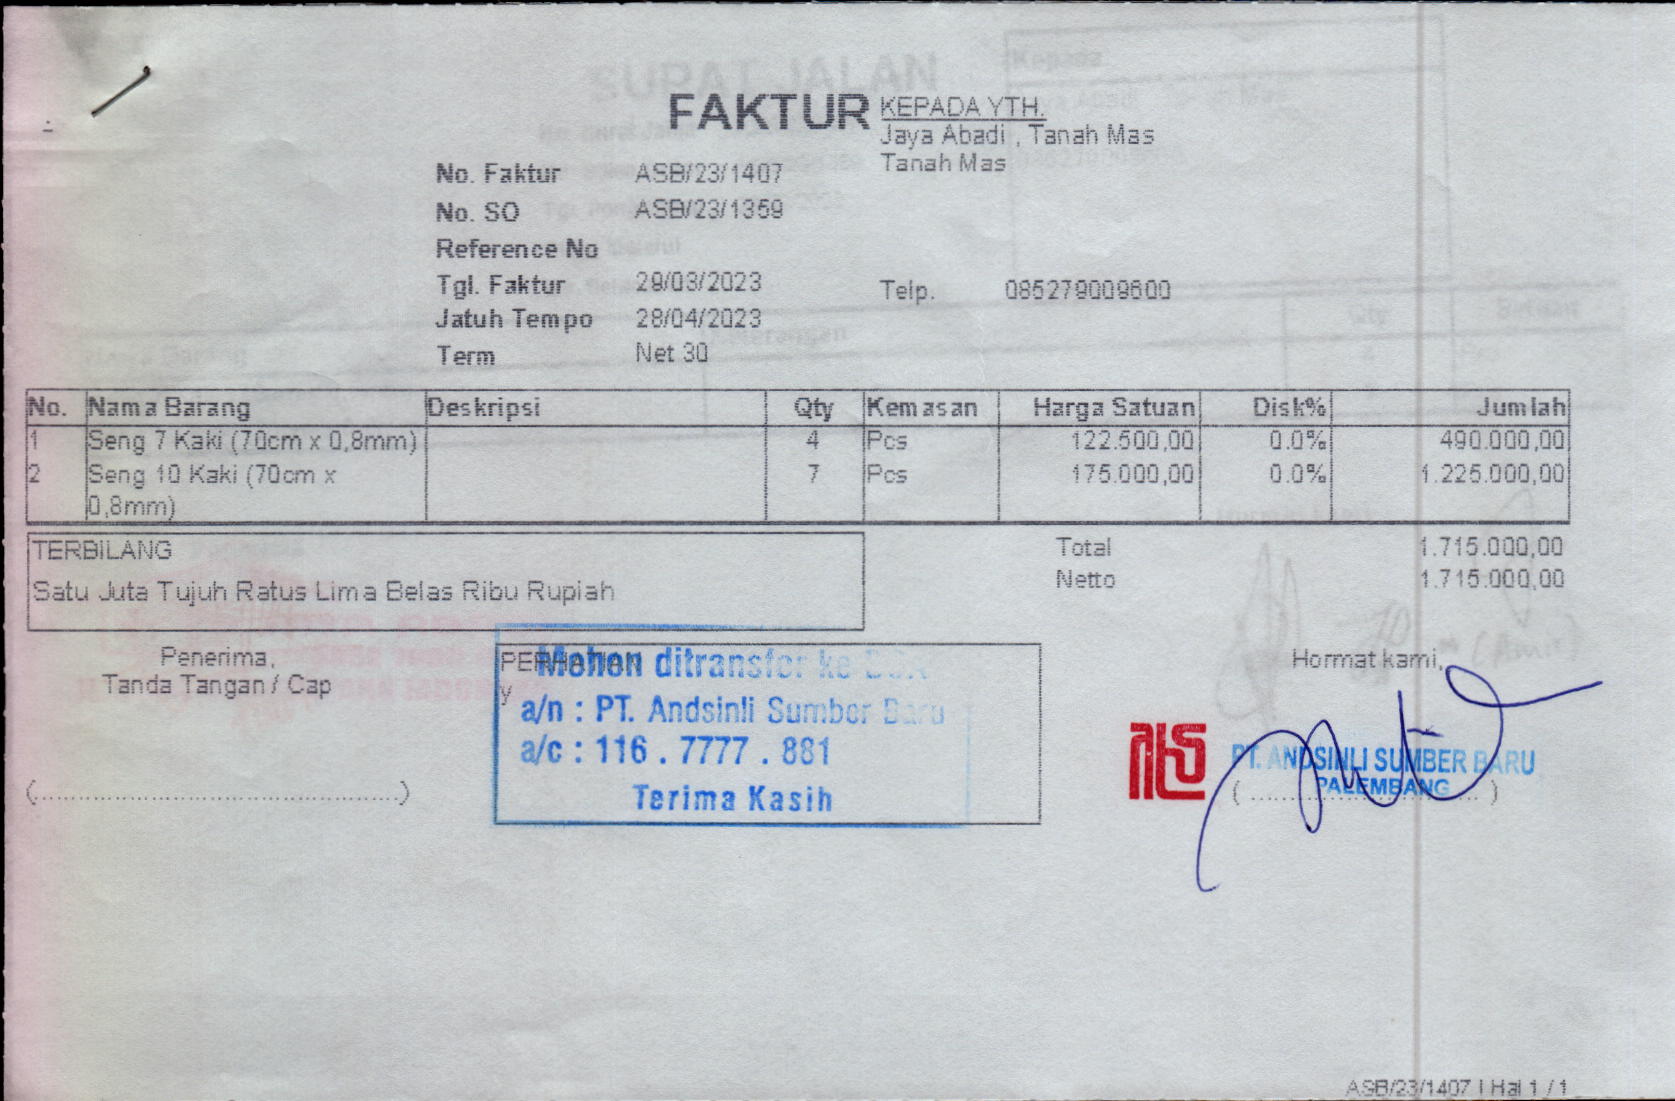 FAKTUR
KEPADA YTH.
Jaya Abadi , Tanah Mas
Tanah Mas
No. Faktur ASB/23/1407
No. SO ASB/23/1359
Reference No
Tgl. Faktur 29/03/2023
Telp. 085279009600
Jatuh Tempo 28/04/2023
Term Net 30
No. Nama Barang Deskripsi Qty Kemasan Harga Satuan Disk% Jumlah
1 Seng 7 Kaki (70cm x 0,8mm) 4 Pcs 122.500,00 0.0% 490.000,00
2 Seng 10 Kaki (70cm x 7 Pcs 175.000,00 0.0% 1.225.000,00
0,8mm)
TERBILANG
Satu Juta Tujuh Ratus Lima Belas Ribu Rupiah
Total 1.715.000,00
Netto 1.715.000,00
Penerima,
Tanda Tangan / Cap
(............................................)
PERHATIAN
y
Mohon ditransfer ke
a/n : PT. Andsinli Sumber Baru
a/c : 116 . 7777 . 881
Terima Kasih
Hormat kami,
PT. ANDSINLI SUMBER BARU
PALEMBANG
( ............................ )
ASB/23/1407 | Hal 1 / 1
SURAT JALAN
Kepada